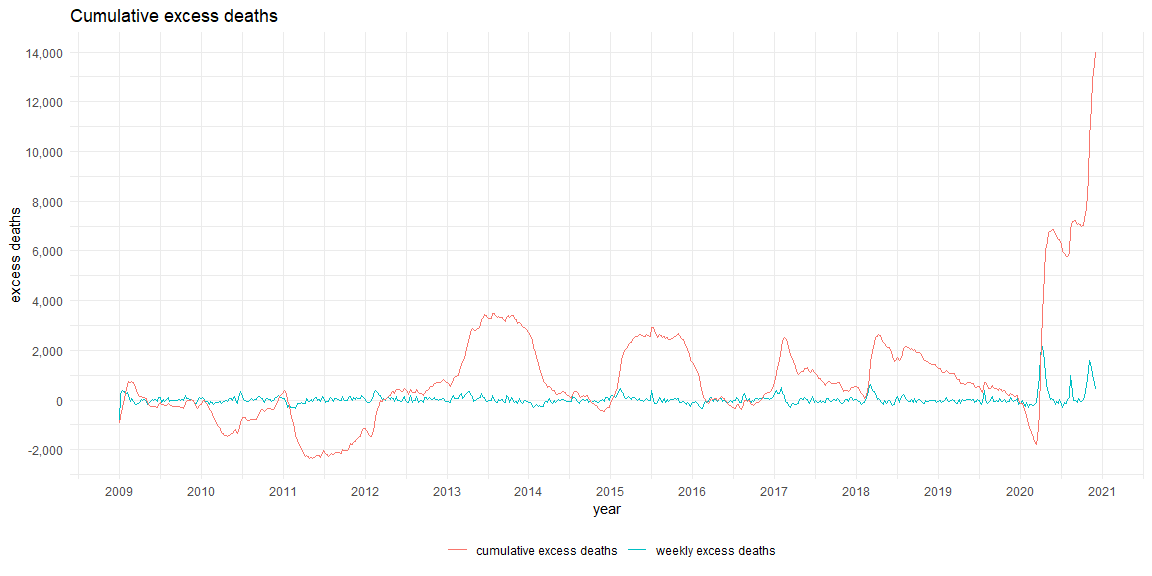 Cumulative excess deaths
14,000
12,000
10,000
8,000
6,000
4,000
2,000
0
-2,000
excess deaths
2009 2010 2011 2012 2013 2014 2015 2016 2017 2018 2019 2020 2021
year
cumulative excess deaths weekly excess deaths